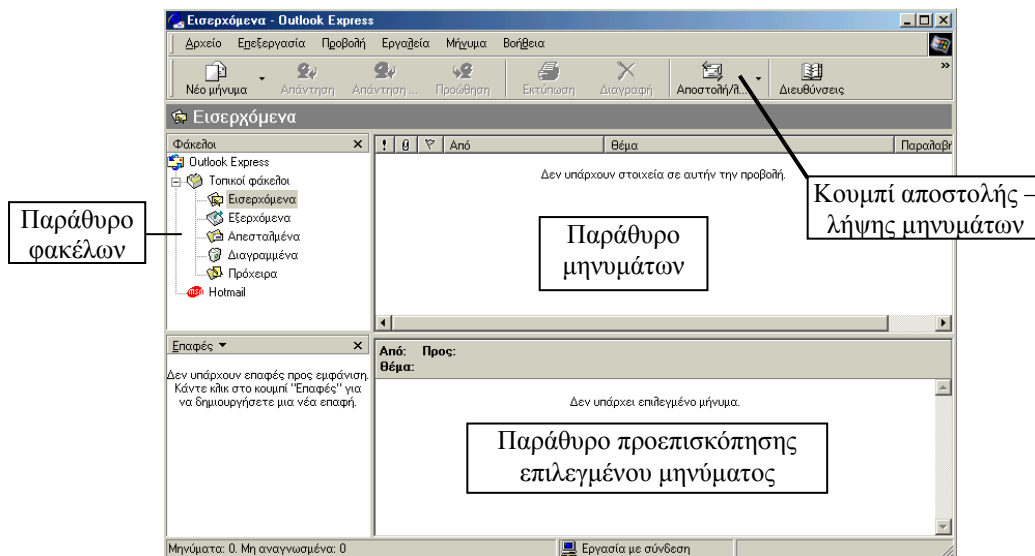 Εισερχόμενα - Outlook Express
Αρχείο Επεξεργασία Προβολή Εργαλεία Μήνυμα Βοήθεια
Νέο μήνυμα Απάντηση Απάντηση ... Προώθηση Εκτύπωση Διαγραφή Αποστολή/λ... Διευθύνσεις »
Εισερχόμενα
Φάκελοι
! Από Θέμα Παραλαβή
Outlook Express
Τοπικοί φάκελοι
Εισερχόμενα
Εξερχόμενα
Απεσταλμένα
Διαγραμμένα
Πρόχειρα
msn Hotmail
Δεν υπάρχουν στοιχεία σε αυτήν την προβολή.
Παράθυρο
φακέλων
Παράθυρο
μηνυμάτων
Κουμπί αποστολής –
λήψης μηνυμάτων
Επαφές
Δεν υπάρχουν επαφές προς εμφάνιση.
Κάντε κλικ στο κουμπί "Επαφές" για
να δημιουργήσετε μια νέα επαφή.
Από: Προς:
Θέμα:
Δεν υπάρχει επιλεγμένο μήνυμα.
Παράθυρο προεπισκόπησης
επιλεγμένου μηνύματος
Μηνύματα: 0. Μη αναγνωσμένα: 0
Εργασία με σύνδεση